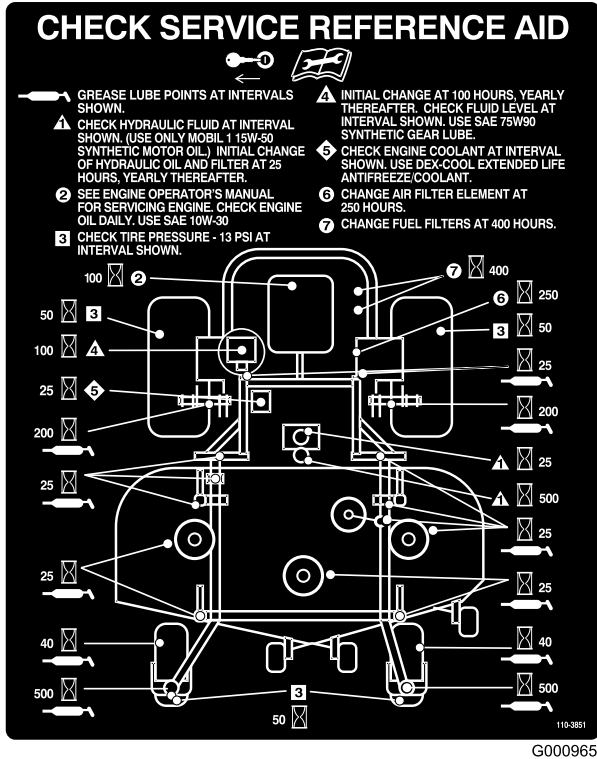 CHECK SERVICE REFERENCE AID
GREASE LUBE POINTS AT INTERVALS
SHOWN.
1 CHECK HYDRAULIC FLUID AT INTERVAL
SHOWN. (USE ONLY MOBIL 1 15W-50
SYNTHETIC MOTOR OIL.) INITIAL CHANGE
OF HYDRAULIC OIL AND FILTER AT 25
HOURS, YEARLY THEREAFTER.
2 SEE ENGINE OPERATOR'S MANUAL
FOR SERVICING ENGINE. CHECK ENGINE
OIL DAILY. USE SAE 10W-30
3 CHECK TIRE PRESSURE - 13 PSI AT
INTERVAL SHOWN.
4 INITIAL CHANGE AT 100 HOURS, YEARLY
THEREAFTER. CHECK FLUID LEVEL AT
INTERVAL SHOWN. USE SAE 75W90
SYNTHETIC GEAR LUBE.
5 CHECK ENGINE COOLANT AT INTERVAL
SHOWN. USE DEX-COOL EXTENDED LIFE
ANTIFREEZE/COOLANT.
6 CHANGE AIR FILTER ELEMENT AT
250 HOURS.
7 CHANGE FUEL FILTERS AT 400 HOURS.
100 2
7 400
6 250
50 3
3 50
100 4
25
25 5
200
200
1 25
25
1 500
25
25
25
40
40
500
500
3
50
110-3851
G000965